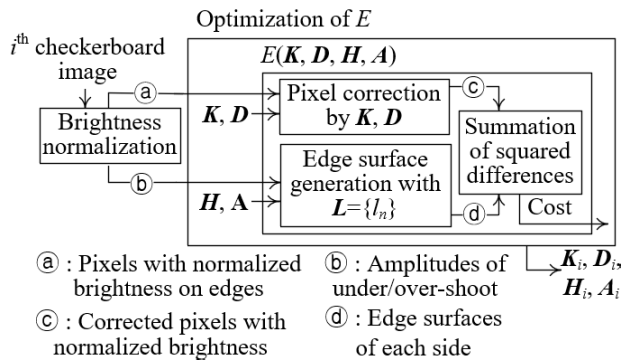 Optimization of E
iᵗʰ checkerboard
image
E(K, D, H, A)
ⓐ
K, D
Pixel correction
by K, D
ⓒ
Brightness
normalization
Summation
of squared
differences
Edge surface
generation with
L={lₙ}
ⓑ
H, A
ⓓ
Cost
Kᵢ, Dᵢ,
Hᵢ, Aᵢ
ⓐ : Pixels with normalized
brightness on edges
ⓑ : Amplitudes of
under/over-shoot
ⓒ : Corrected pixels with
normalized brightness
ⓓ : Edge surfaces
of each side